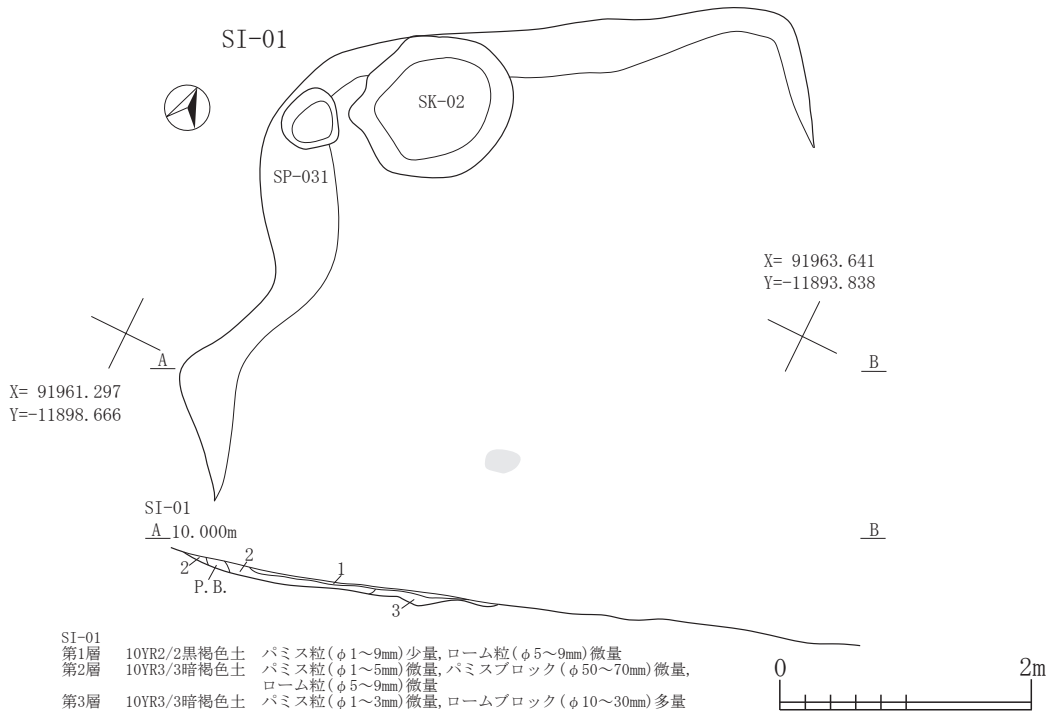 SI-01
SK-02
SP-031
X= 91963.641
Y=-11893.838
A
B
X= 91961.297
Y=-11898.666
SI-01
A 10.000m
B
2
2
1
P.B.
3
SI-01
第1層 10YR2/2黒褐色土 パミス粒(φ1～9mm)少量,ローム粒(φ5～9mm)微量
第2層 10YR3/3暗褐色土 パミス粒(φ1～5mm)微量,パミスブロック(φ50～70mm)微量,
ローム粒(φ5～9mm)微量
第3層 10YR3/3暗褐色土 パミス粒(φ1～3mm)微量,ロームブロック(φ10～30mm)多量
0 2m